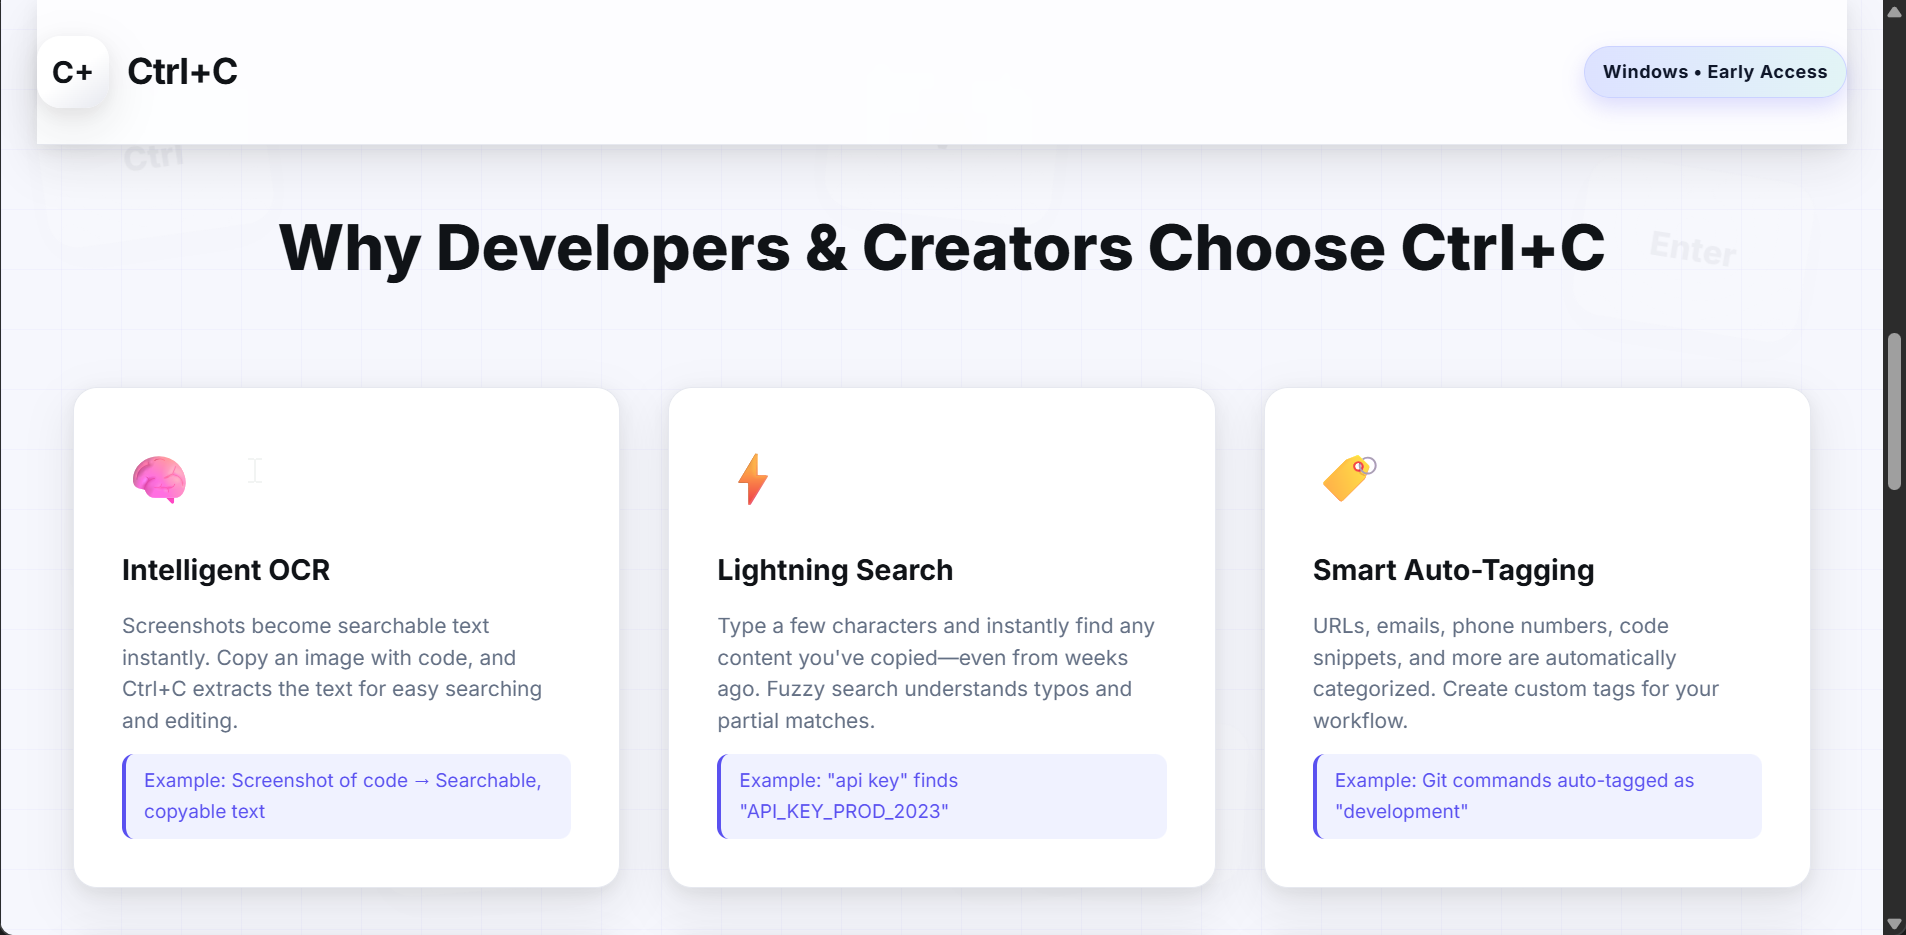 C+
Ctrl+C
Windows • Early Access
Ctrl
Why Developers & Creators Choose Ctrl+C
Enter
Intelligent OCR
Screenshots become searchable text
instantly. Copy an image with code, and
Ctrl+C extracts the text for easy searching
and editing.
Example: Screenshot of code → Searchable,
copyable text
Lightning Search
Type a few characters and instantly find any
content you've copied—even from weeks
ago. Fuzzy search understands typos and
partial matches.
Example: "api key" finds
"API_KEY_PROD_2023"
Smart Auto-Tagging
URLs, emails, phone numbers, code
snippets, and more are automatically
categorized. Create custom tags for your
workflow.
Example: Git commands auto-tagged as
"development"